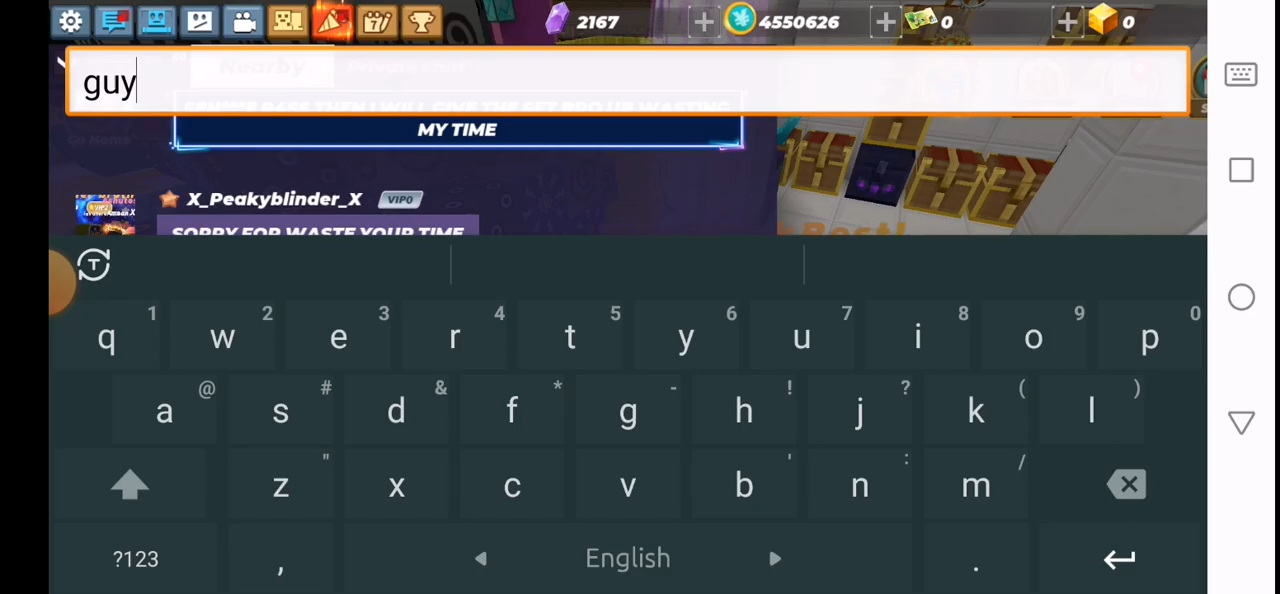 2167
4550626
0
0
guy
Nearby
MY TIME
X_Peakyblinder_X VIP0
SORRY FOR WASTE YOUR TIME
1 2 3 4 5 6 7 8 9 0
q w e r t y u i o p
@ # & * - ! ? ( )
a s d f g h j k l
" ' : /
z x c v b n m
?123 , English .